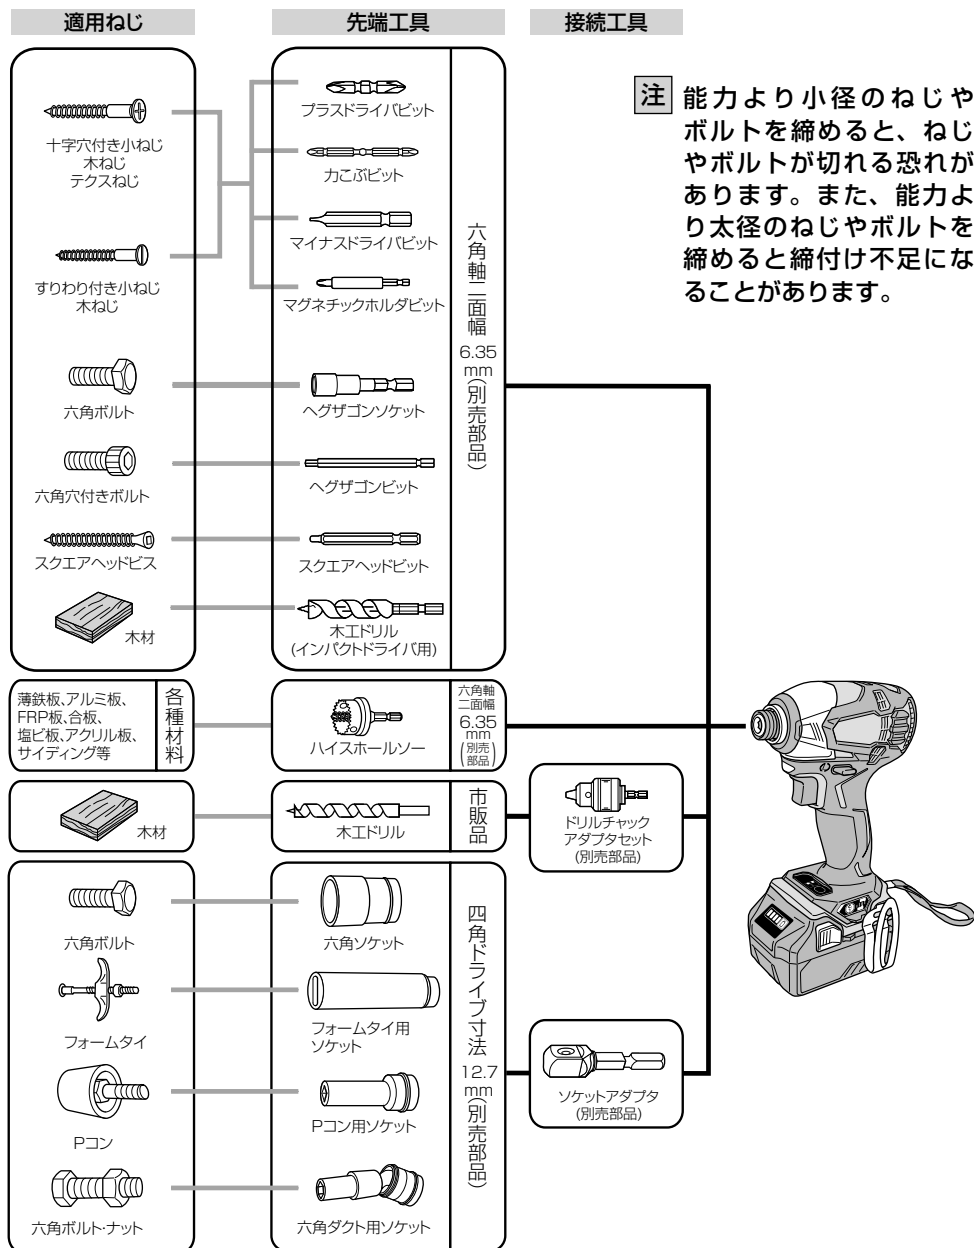 適用ねじ
先端工具
接続工具
十字穴付き小ねじ
木ねじ
テクスねじ
すりわり付き小ねじ
木ねじ
六角ボルト
六角穴付きボルト
スクエアヘッドビス
木材
プラスドライバビット
力こぶビット
マイナスドライバビット
マグネチックホルダビット
ヘグザゴンソケット
ヘグザゴンビット
スクエアヘッドビット
木工ドリル
(インパクトドライバ用)
六角軸二面幅6.35mm(別売部品)
注
能力より小径のねじや
ボルトを締めると、ねじ
やボルトが切れる恐れが
あります。また、能力よ
り太径のねじやボルトを
締めると締付け不足にな
ることがあります。
薄鉄板、アルミ板、
FRP板、合板、
塩ビ板、アクリル板、
サイディング等
各種材料
ハイスホールソー
六角軸
二面幅
6.35
mm
(別売
部品)
木材
木工ドリル
市販品
ドリルチャック
アダプタセット
(別売部品)
六角ボルト
フォームタイ
Pコン
六角ボルト・ナット
六角ソケット
フォームタイ用
ソケット
Pコン用ソケット
六角ダクト用ソケット
四角ドライブ寸法12.7mm(別売部品)
ソケットアダプタ
(別売部品)